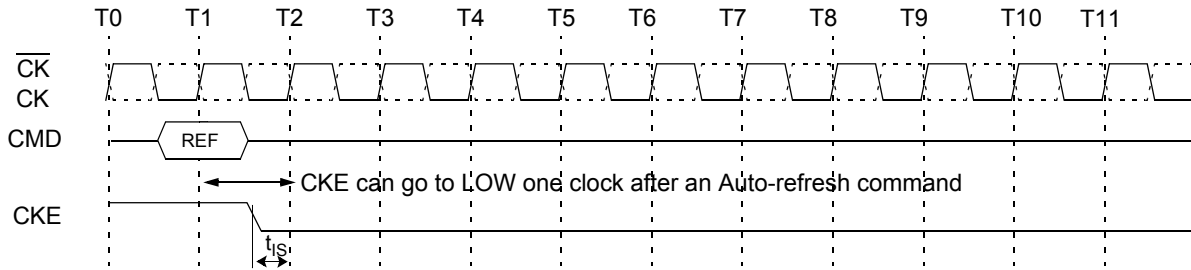 T0 T1 T2 T3 T4 T5 T6 T7 T8 T9 T10 T11
CK
CK
CMD REF
CKE can go to LOW one clock after an Auto-refresh command
CKE
tIS